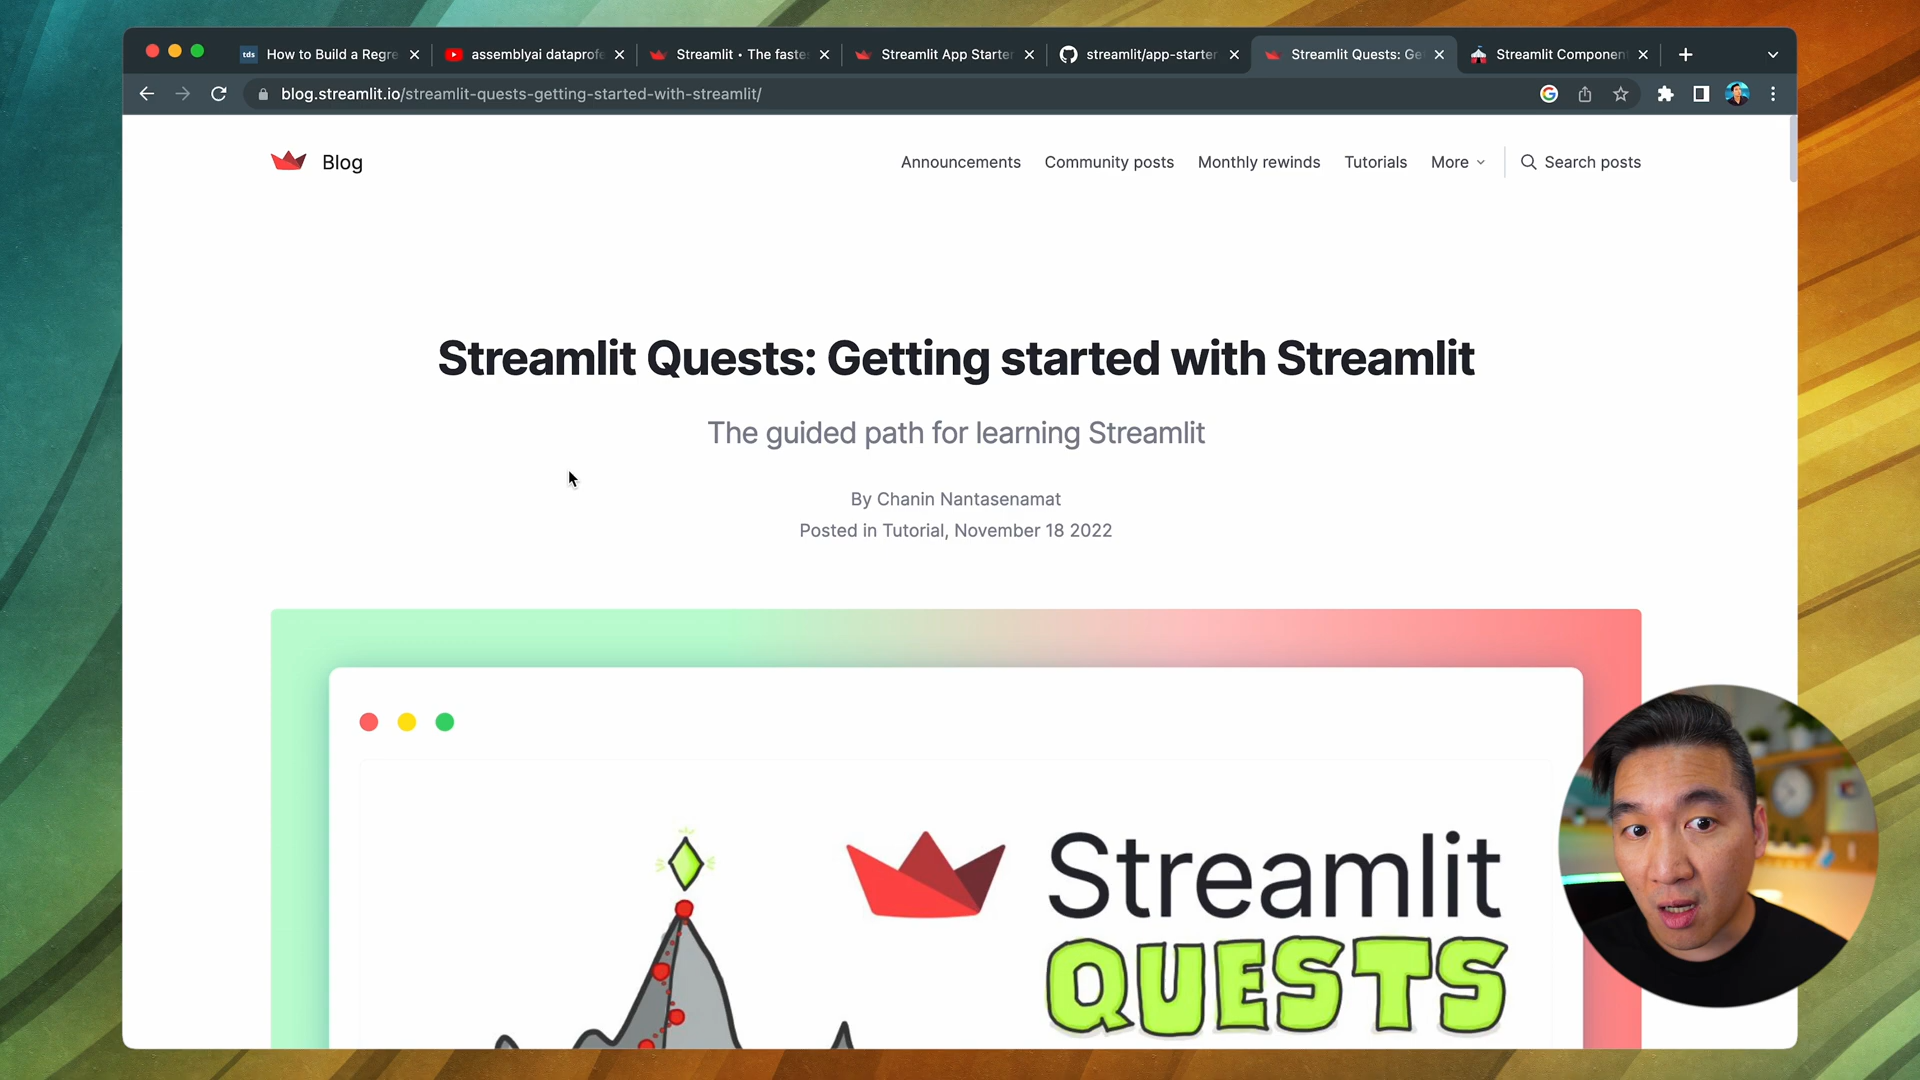 tds How to Build a Regre
assemblyai dataprofe
Streamlit • The faste
Streamlit App Starter
streamlit/app-starter
Streamlit Quests: Ge
Streamlit Componen
blog.streamlit.io/streamlit-quests-getting-started-with-streamlit/
Blog
Announcements
Community posts
Monthly rewinds
Tutorials
More
Search posts
Streamlit Quests: Getting started with Streamlit
The guided path for learning Streamlit
By Chanin Nantasenamat
Posted in Tutorial, November 18 2022
Streamlit
QUESTS